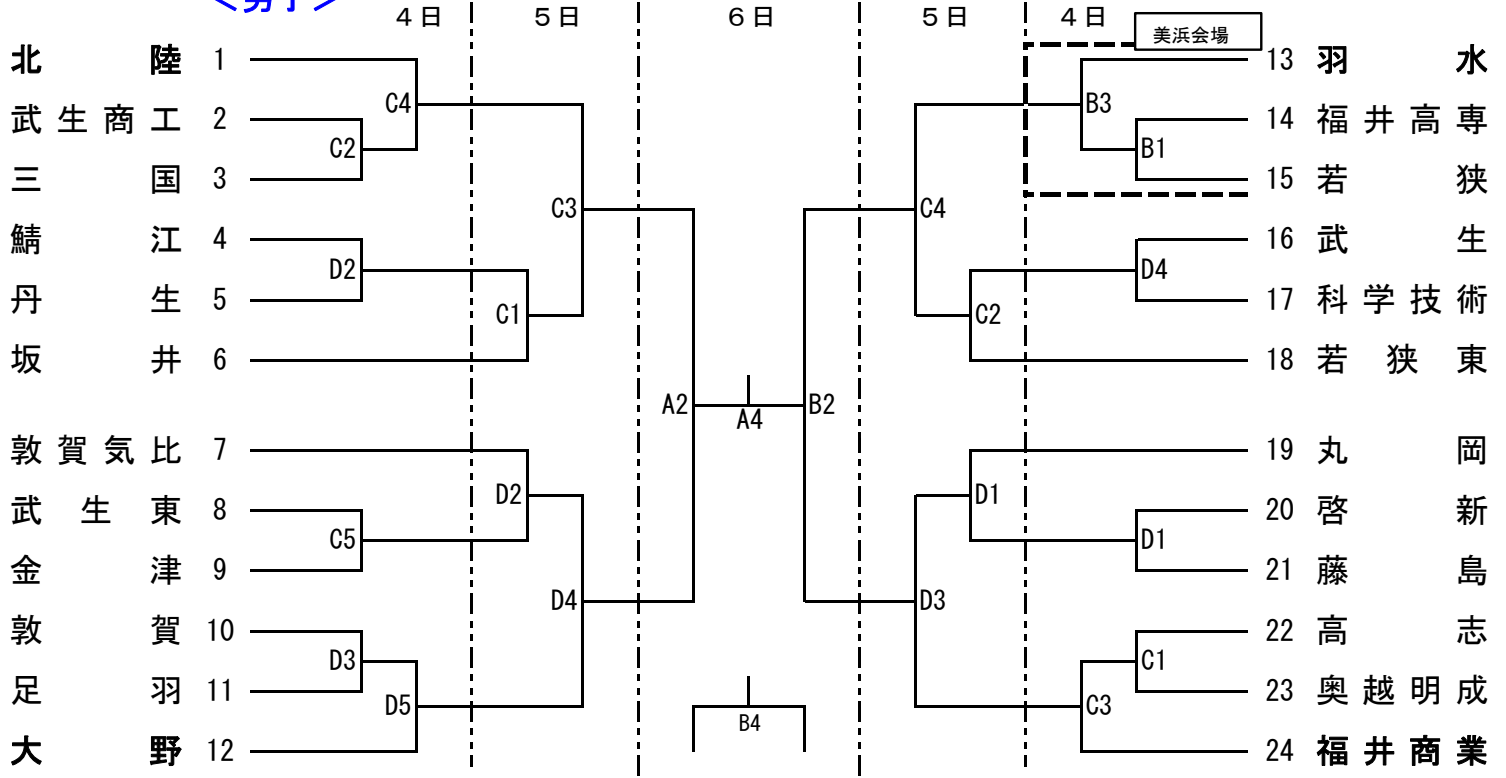 <男子>
4日 5日 6日 5日 4日
美浜会場
北陸 1
武生商工 2
三国 3
鯖江 4
丹生 5
坂井 6
敦賀気比 7
武生東 8
金津 9
敦賀 10
足羽 11
大野 12
C4
C2
D2
C1
C3
D2
C5
D4
D3
D5
A2
A4
B2
B4
C4
B3
B1
D4
C2
D1
D1
D3
C1
C3
13 羽水
14 福井高専
15 若狭
16 武生
17 科学技術
18 若狭東
19 丸岡
20 啓新
21 藤島
22 高志
23 奥越明成
24 福井商業